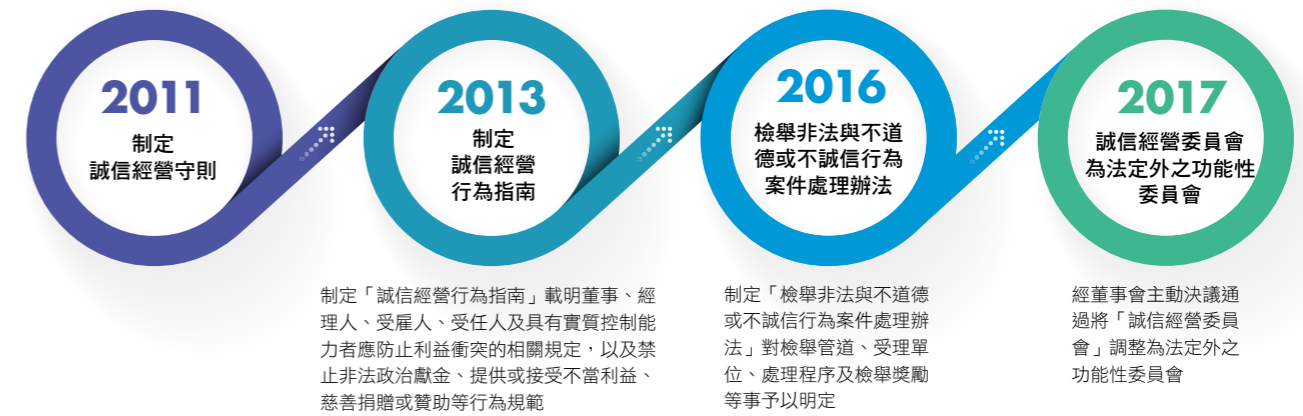 2011
制定
誠信經營守則
2013
制定
誠信經營
行為指南
2016
檢舉非法與不道
德或不誠信行為
案件處理辦法
2017
誠信經營委員會
為法定外之功能性
委員會
制定「誠信經營行為指南」載明董事、經
理人、受雇人、受任人及具有實質控制能
力者應防止利益衝突的相關規定，以及禁
止非法政治獻金、提供或接受不當利益、
慈善捐贈或贊助等行為規範
制定「檢舉非法與不道德
或不誠信行為案件處理辦
法」對檢舉管道、受理單
位、處理程序及檢舉獎勵
等事予以明定
經董事會主動決議通
過將「誠信經營委員
會」調整為法定外之
功能性委員會